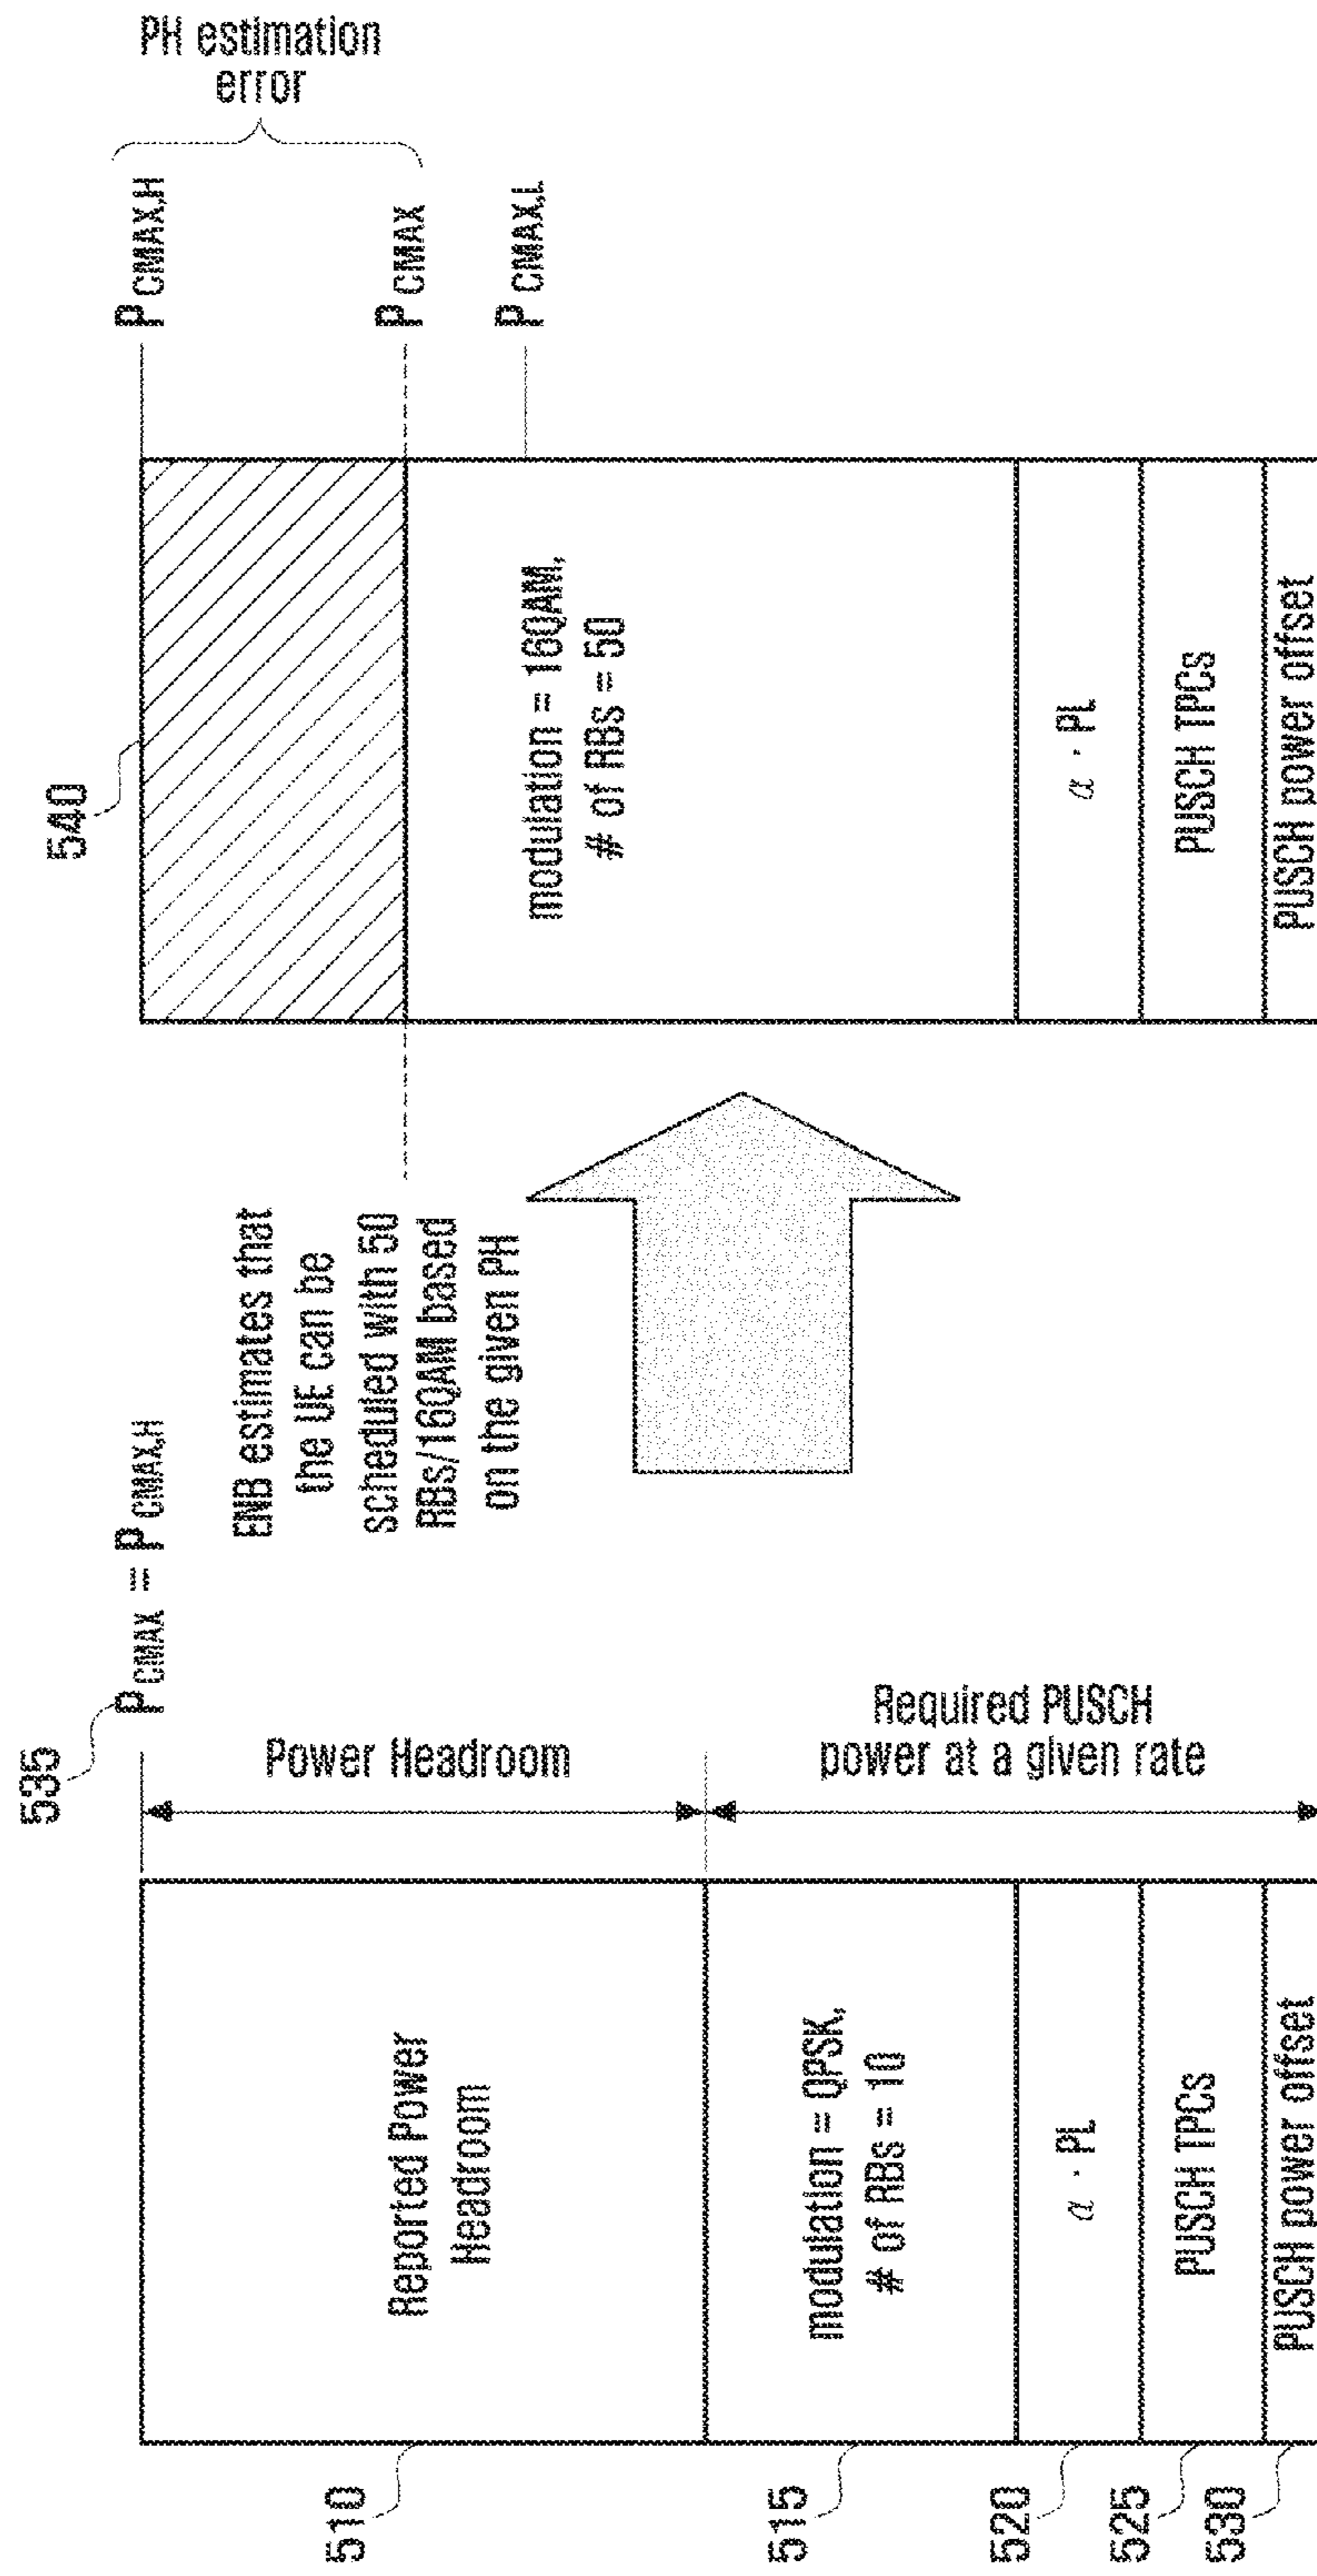 535
P CMAX = P CMAX,H
510
Reported Power
Headroom
Power Headroom
515
modulation = QPSK,
# of RBs = 10
520
α · PL
525
PUSCH TPCs
530
PUSCH power offset
Required PUSCH
power at a given rate
ENB estimates that
the UE can be
scheduled with 50
RBs/16QAM based
on the given PH
540
modulation = 16QAM,
# of RBs = 50
α · PL
PUSCH TPCs
PUSCH power offset
P CMAX,H
P CMAX
P CMAX,L
PH estimation
error